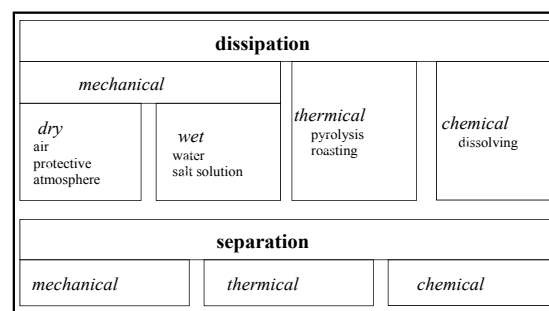 dissipation
mechanical
dry
air
protective
atmosphere
wet
water
salt solution
thermical
pyrolysis
roasting
chemical
dissolving
separation
mechanical
thermical
chemical